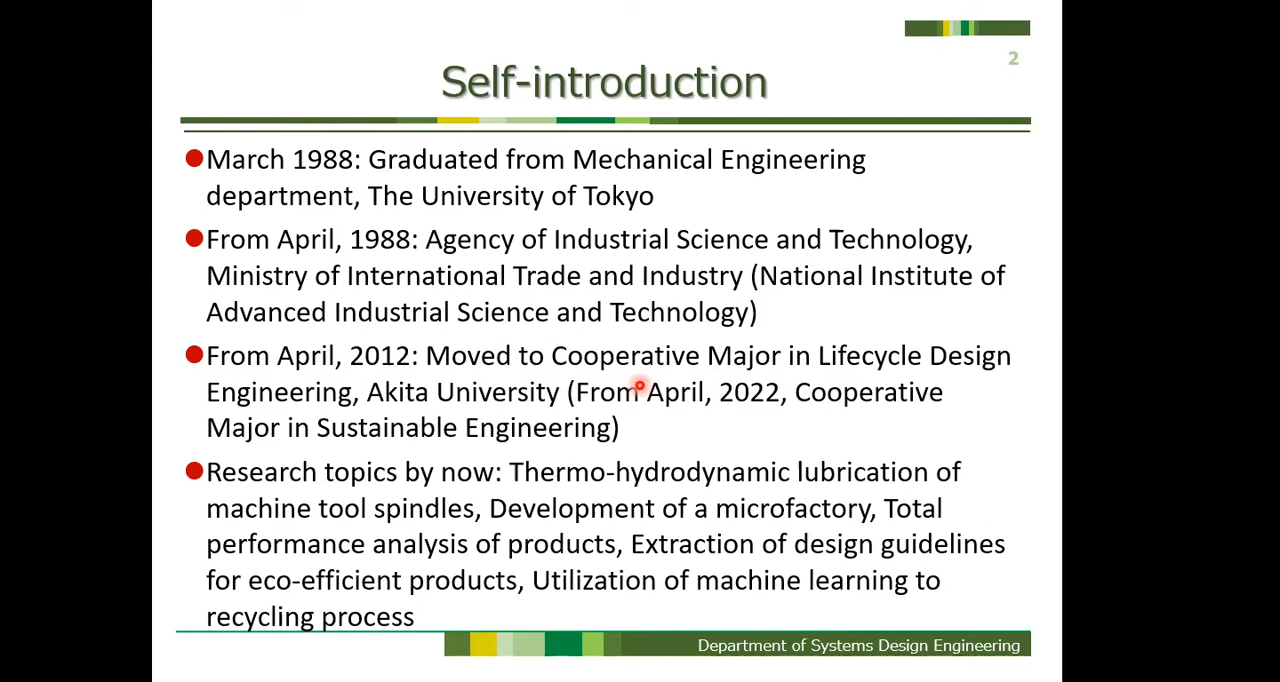 2
Self-introduction
●March 1988: Graduated from Mechanical Engineering
department, The University of Tokyo
●From April, 1988: Agency of Industrial Science and Technology,
Ministry of International Trade and Industry (National Institute of
Advanced Industrial Science and Technology)
●From April, 2012: Moved to Cooperative Major in Lifecycle Design
Engineering, Akita University (From April, 2022, Cooperative
Major in Sustainable Engineering)
●Research topics by now: Thermo-hydrodynamic lubrication of
machine tool spindles, Development of a microfactory, Total
performance analysis of products, Extraction of design guidelines
for eco-efficient products, Utilization of machine learning to
recycling process
Department of Systems Design Engineering